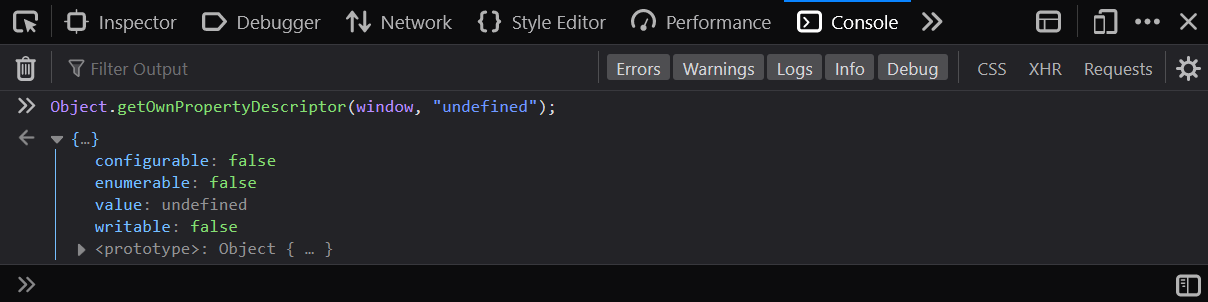 Inspector Debugger Network Style Editor Performance Console
Filter Output Errors Warnings Logs Info Debug CSS XHR Requests
Object.getOwnPropertyDescriptor(window, "undefined");
{…}
configurable: false
enumerable: false
value: undefined
writable: false
<prototype>: Object { … }